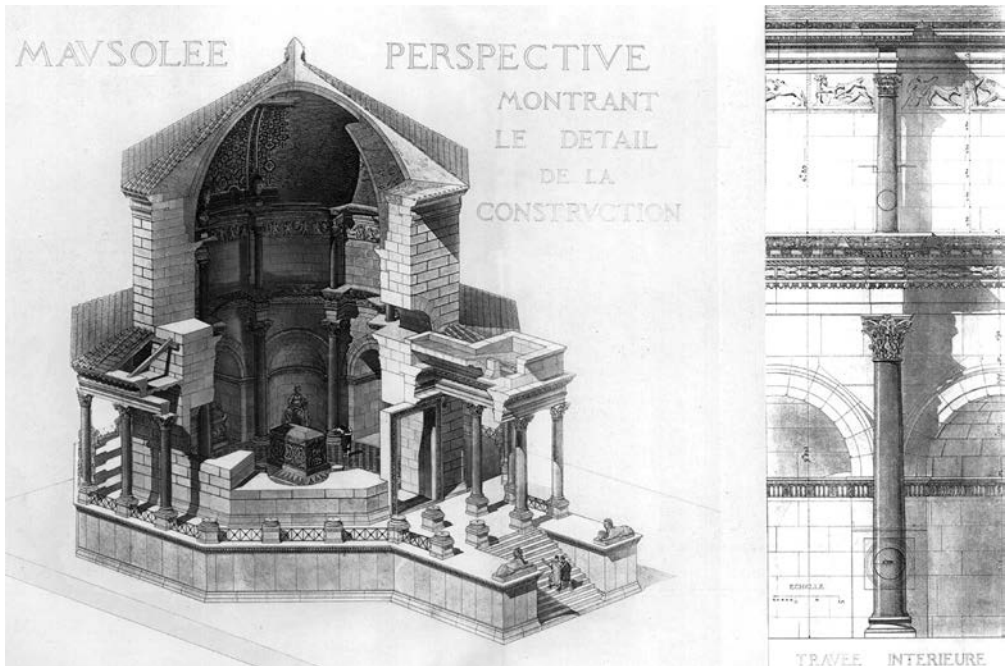 MAVSOLEE PERSPECTIVE
MONTRANT
LE DETAIL
DE LA
CONSTRVCTION
ECHELLE
TRAVEE INTERIEURE